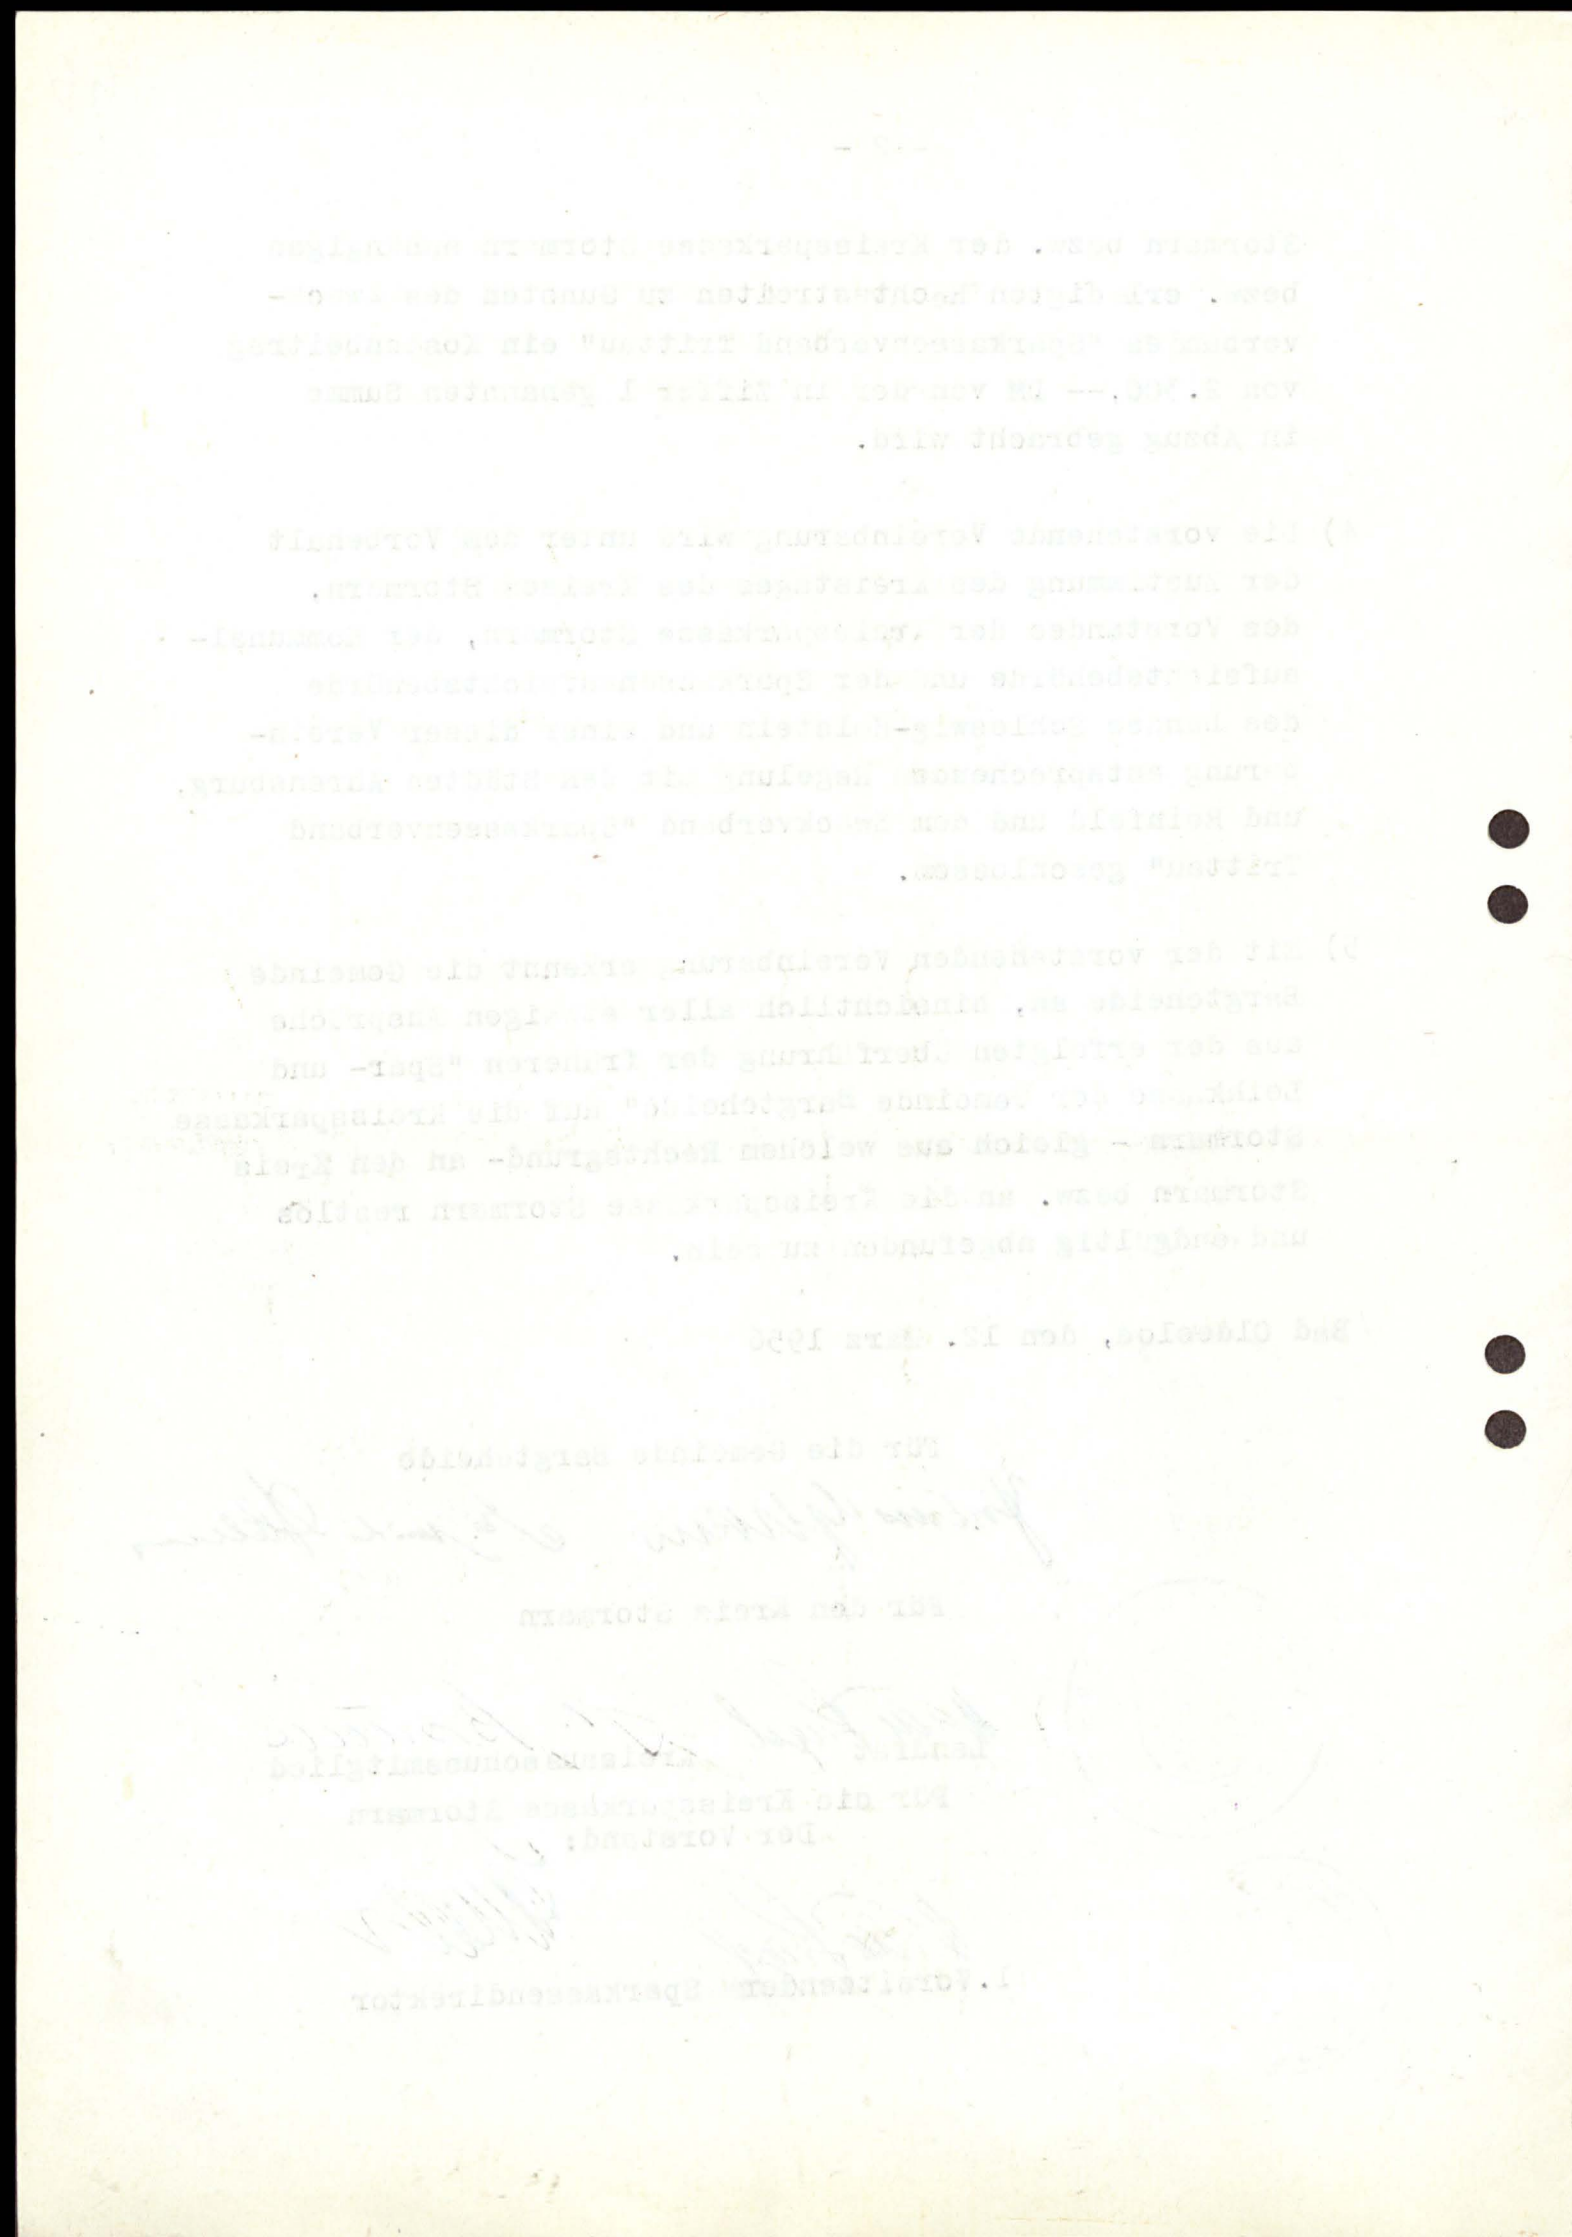 - 2 -
Stormarn bezw. der Kreissparkasse Stormarn anhängigen
bezw. erledigten Rechtsstreiten zu Gunsten des Zweck-
verbandes "Sparkassenverband Trittau" ein Kostenbeitrag
von DM von der in Ziffer 1 genannten Summe
in Abzug gebracht wird.
4) Die vorstehende Vereinbarung wird unter dem Vorbehalt
der Zustimmung des Kreistages des Kreises Stormarn,
des Vorstandes der Kreissparkasse Stormarn, der Kommunal-
aufsichtsbehörde und der Sparkassenaufsichtsbehörde
des Landes Schleswig-Holstein und einer dieser Verein-
barung entsprechenden Regelung mit den Städten Ahrensburg,
und Reinfeld und dem Zweckverband "Sparkassenverband
Trittau" geschlossen.
5) Mit der vorstehenden Vereinbarung erkennt die Gemeinde
Bargteheide an, hinsichtlich aller etwaigen Ansprüche
aus der erfolgten Überführung der früheren "Spar- und
Leihkasse der Gemeinde Bargteheide" auf die Kreissparkasse
Stormarn - gleich aus welchem Rechtsgrund- an den Kreis
Stormarn bezw. an die Kreissparkasse Stormarn restlos
und endgültig abgefunden zu sein.
Bad Oldesloe, den 12. März 1956
Für die Gemeinde Bargteheide
Für den Kreis Stormarn
Landrat Kreisausschussmitglied
Für die Kreissparkasse Stormarn
Der Vorstand:
1. Vorsitzender Sparkassendirektor